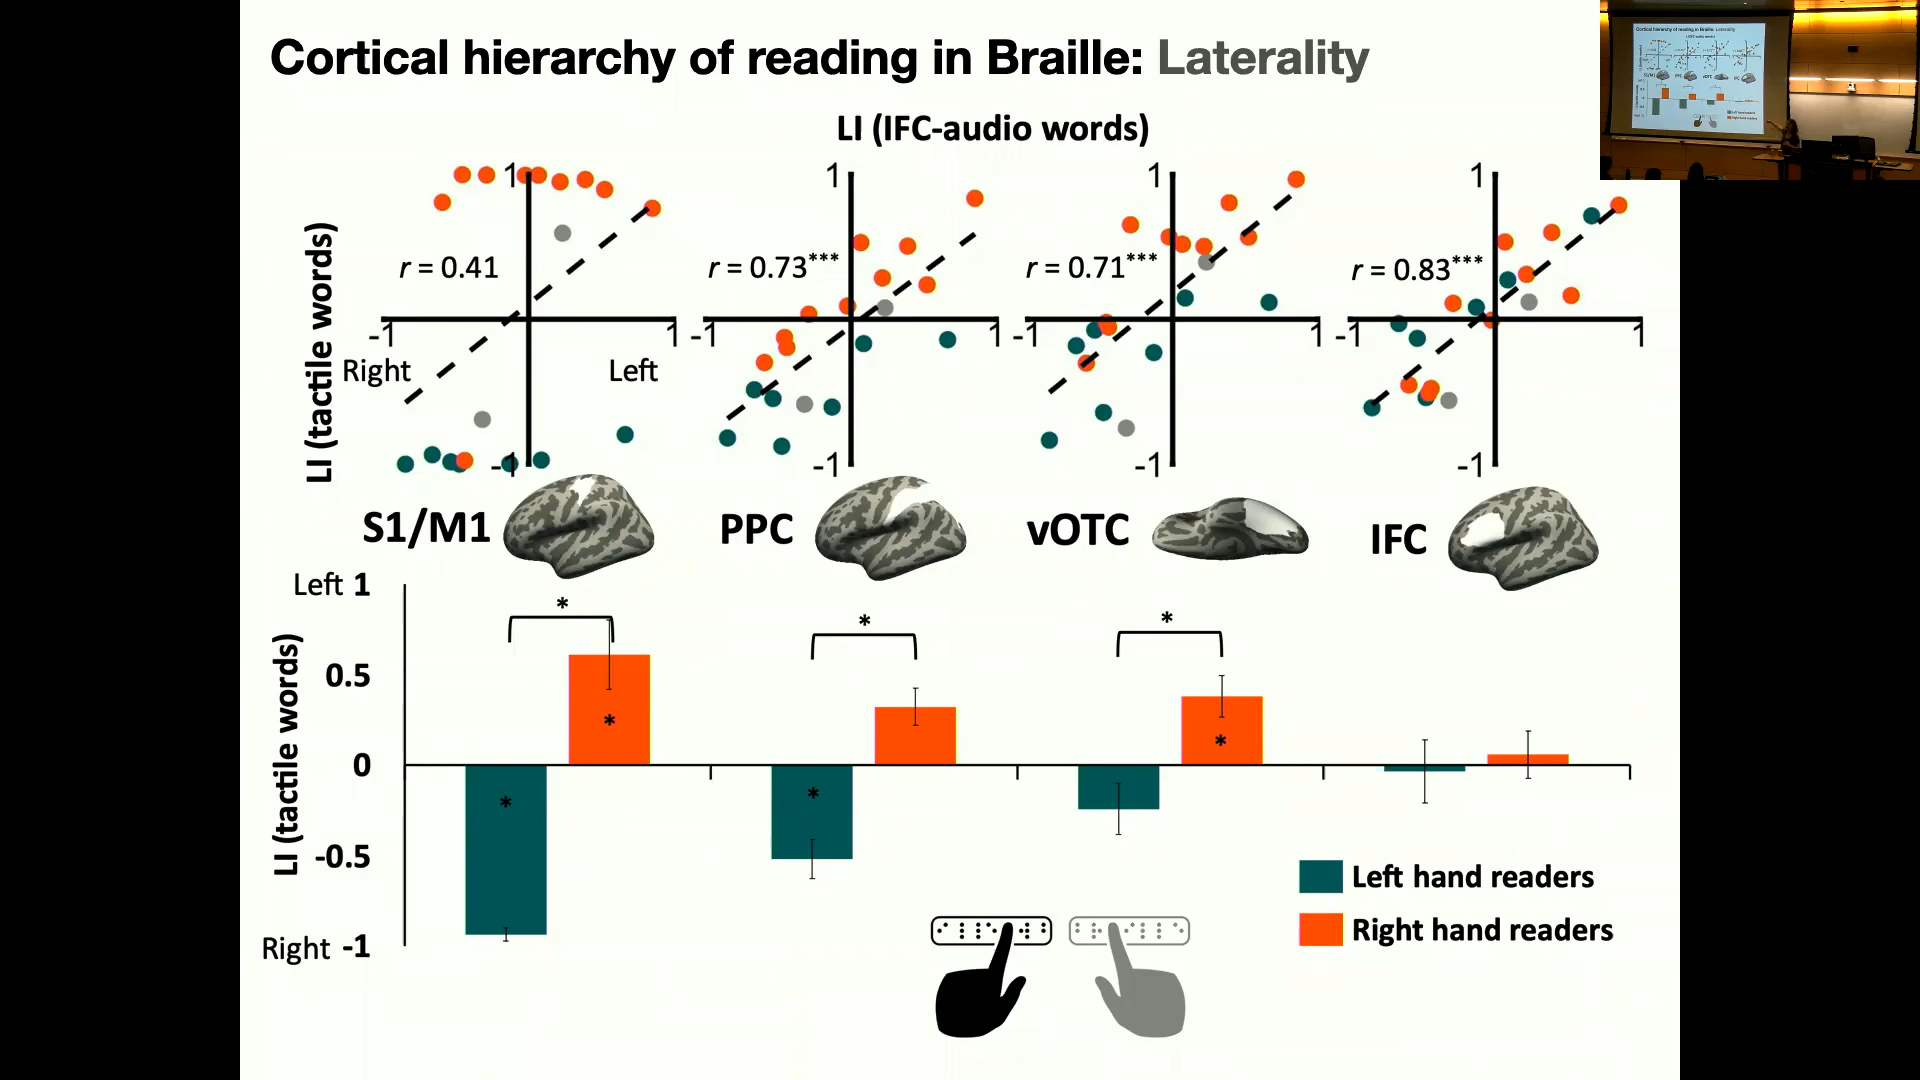 Cortical hierarchy of reading in Braille: Laterality
LI (IFC-audio words)
LI (tactile words)
1
r = 0.41
-1
1
Right
Left
-1
1
r = 0.73***
-1
1
-1
1
r = 0.71***
-1
1
-1
1
r = 0.83***
-1
1
-1
S1/M1
PPC
vOTC
IFC
LI (tactile words)
Left 1
0.5
0
-0.5
Right -1
*
*
*
*
*
*
*
Left hand readers
Right hand readers